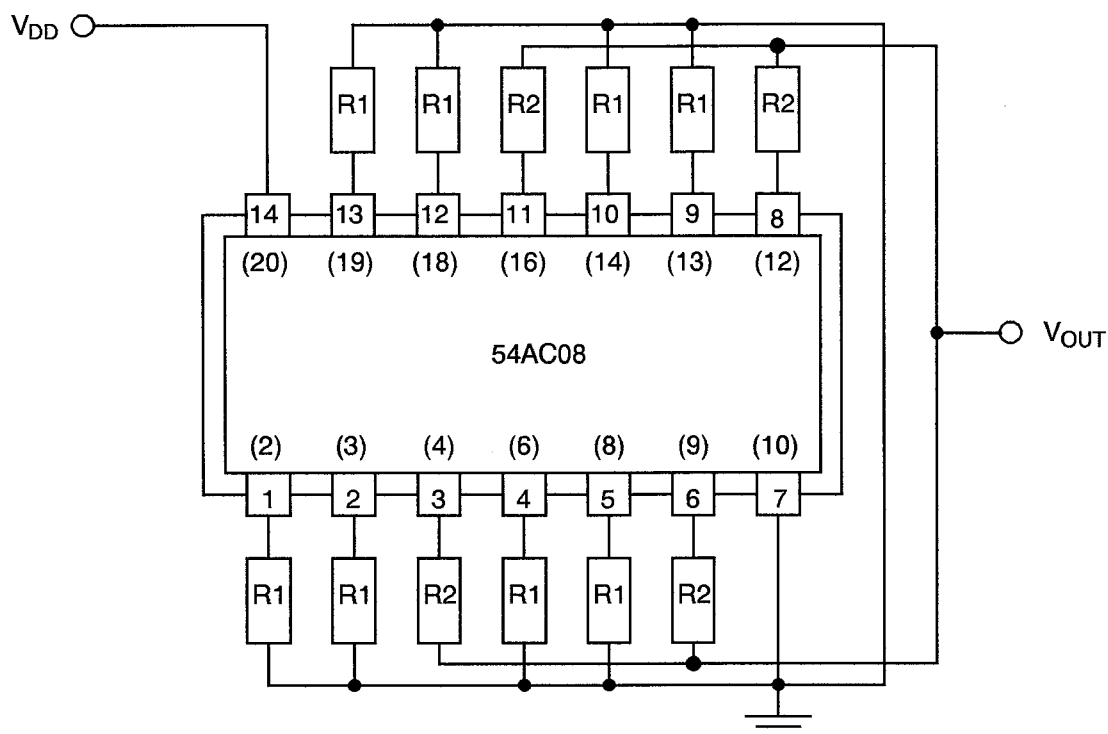 V_DD
R1 R1 R2 R1 R1 R2
14 13 12 11 10 9 8
(20) (19) (18) (16) (14) (13) (12)
V_OUT
54AC08
(2) (3) (4) (6) (8) (9) (10)
1 2 3 4 5 6 7
R1 R1 R2 R1 R1 R2